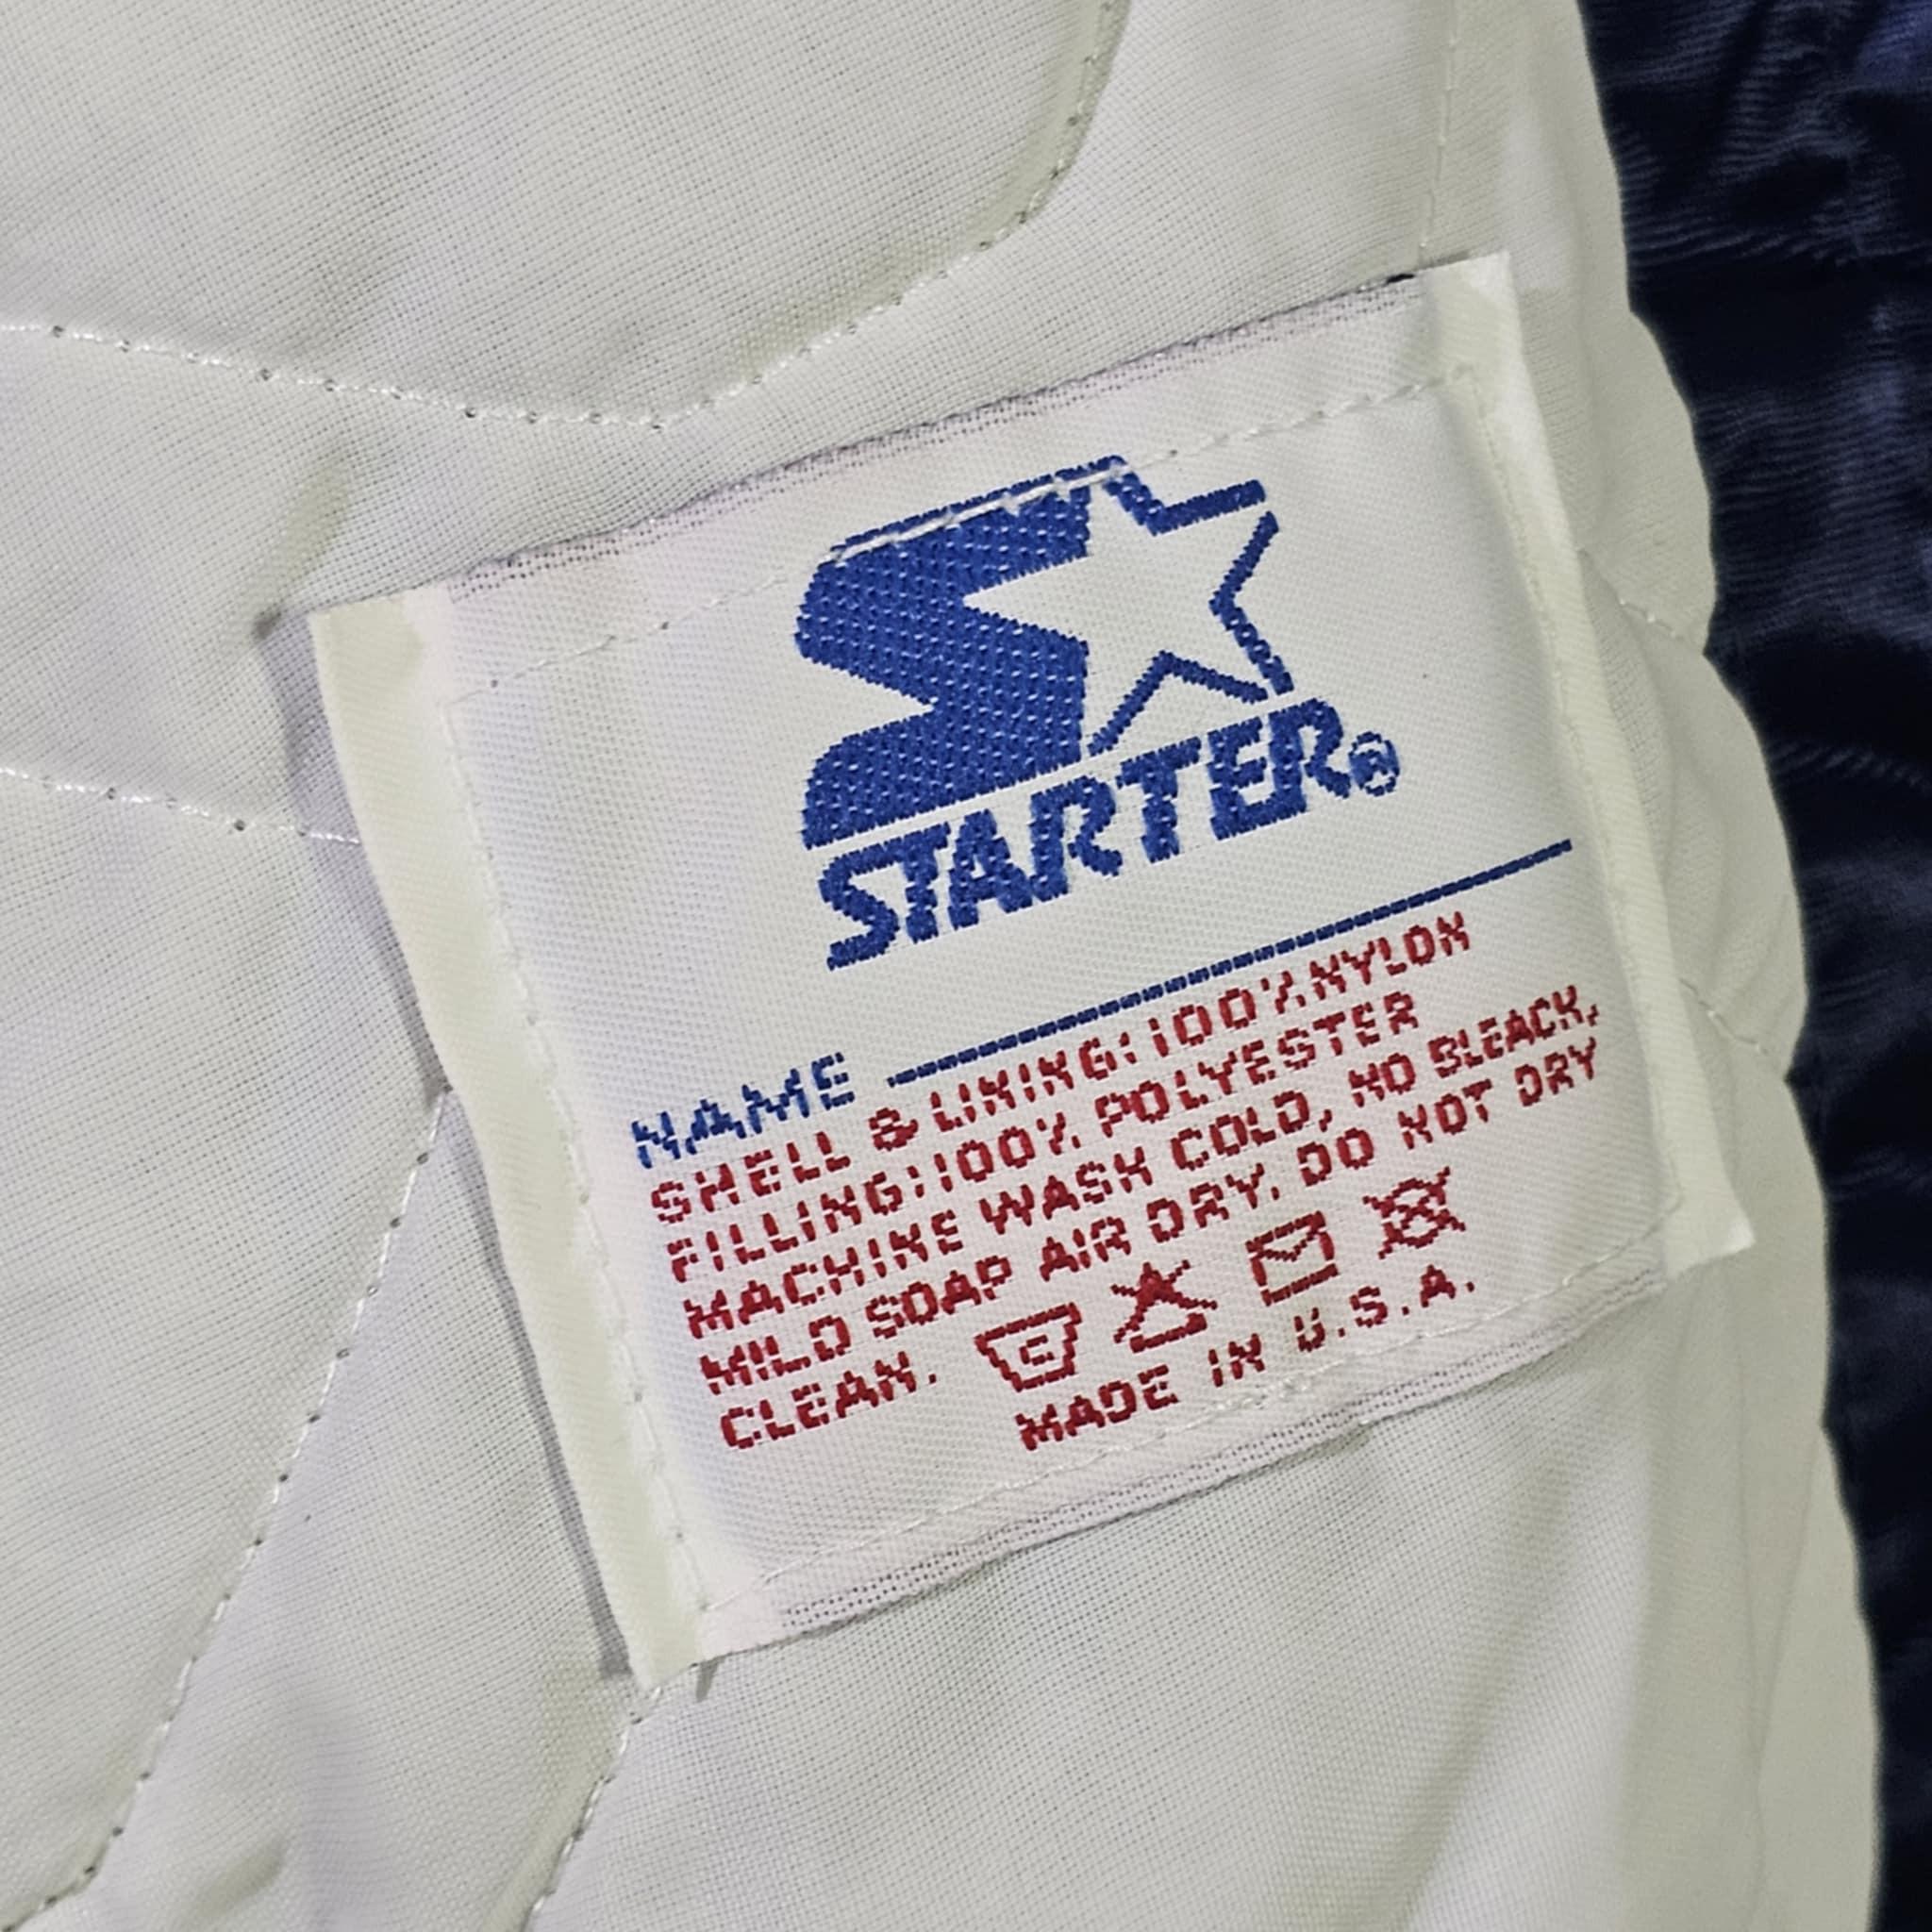 STARTER®
NAME
SHELL & LINING:100% NYLON
FILLING:100% POLYESTER
MACHINE WASH COLD, NO BLEACH,
MILD SOAP AIR DRY. DO NOT DRY
CLEAN.
MADE IN U.S.A.